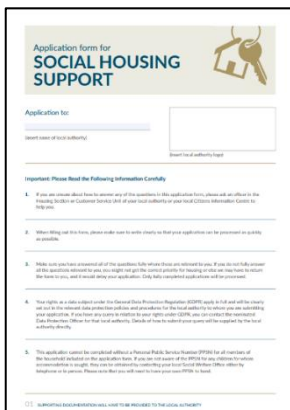 Application form for
SOCIAL HOUSING
SUPPORT
Application to:
(insert name of local authority)
(insert local authority logo)
Important: Please Read the Following Information Carefully
1. If you are unsure about how to answer any of the questions in this application form, please ask an officer in the
Housing Section or Customer Service Unit of your local authority or your local Citizens Information Centre to
help you.
2. When filling out this form, please make sure to write clearly so that your application can be processed as quickly
as possible.
3. Make sure you have answered all of the questions fully where these are relevant to you. If you do not fully answer
all the questions relevant to you, you might not get the correct priority for housing or else we may have to return
the form to you, and it would delay your application. Only fully completed applications will be processed.
4. Your rights as a data subject under the General Data Protection Regulation (GDPR) apply in full and will be clearly
set out in the relevant data protection policies and procedures for the local authority to whom you are submitting your
application. If you have any query in relation to your rights under GDPR, you can contact the nominated
Data Protection Officer for that local authority. Details of how to submit your query will be supplied by the local
authority directly.
5. This application cannot be completed without a Personal Public Service Number (PPSN) for all members of
the household included on the application form. If you are not aware of the PPSN for any children for whom
accommodation is sought, they can be obtained by contacting your local Social Welfare Office either by
telephone or in person. Please note that you will need to have your own PPSN to hand.
01 SUPPORTING DOCUMENTATION WILL HAVE TO BE PROVIDED TO THE LOCAL AUTHORITY